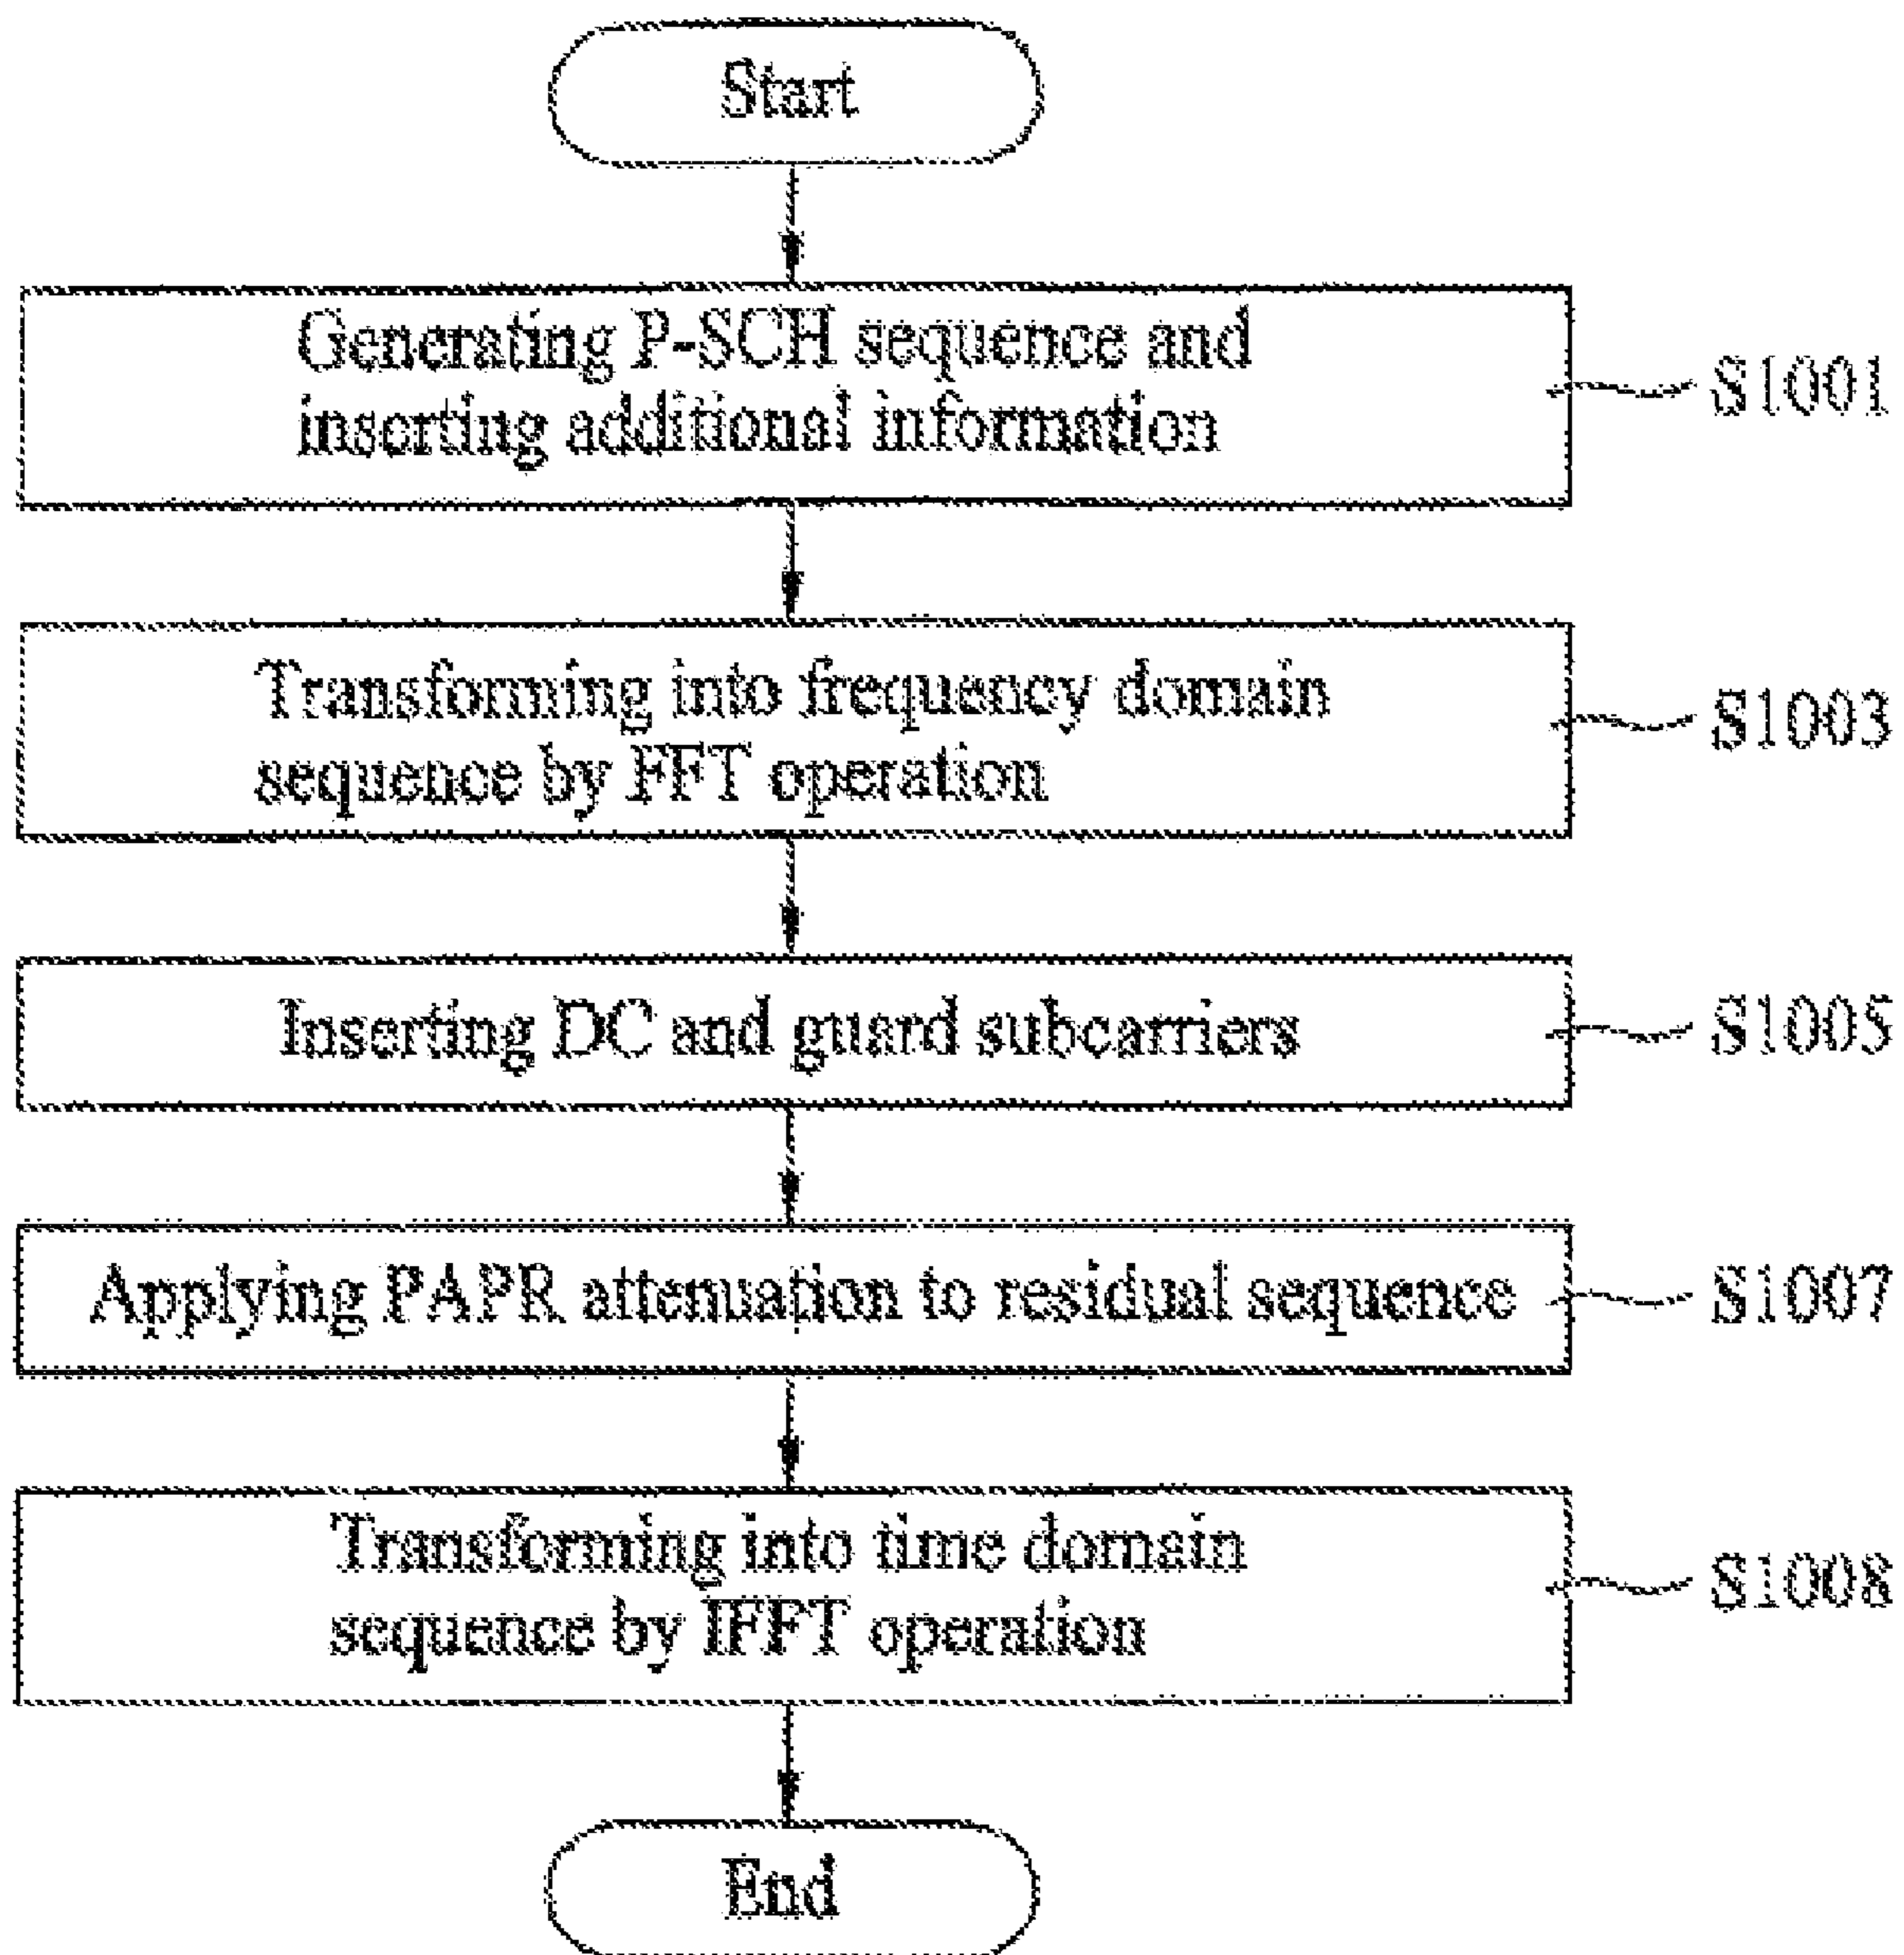 Start
Generating P-SCH sequence and
inserting additional information
S1001
Transforming into frequency domain
sequence by FFT operation
S1003
Inserting DC and guard subcarriers
S1005
Applying PAPR attenuation to residual sequence
S1007
Transforming into time domain
sequence by IFFT operation
S1008
End